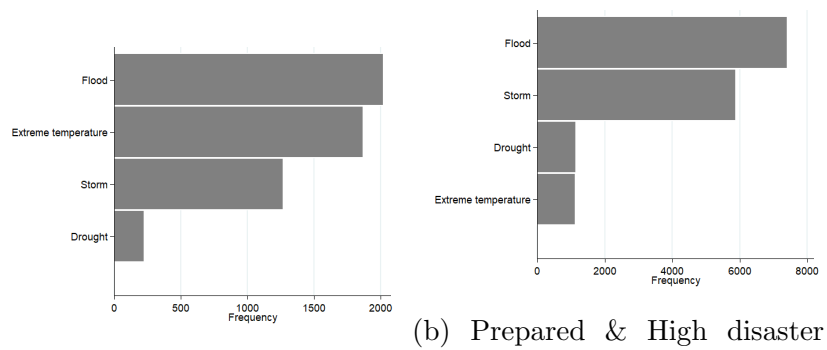 Flood
Extreme temperature
Storm
Drought
0 500 1000 1500 2000
Frequency
Flood
Storm
Drought
Extreme temperature
0 2000 4000 6000 8000
Frequency
(b) Prepared & High disaster